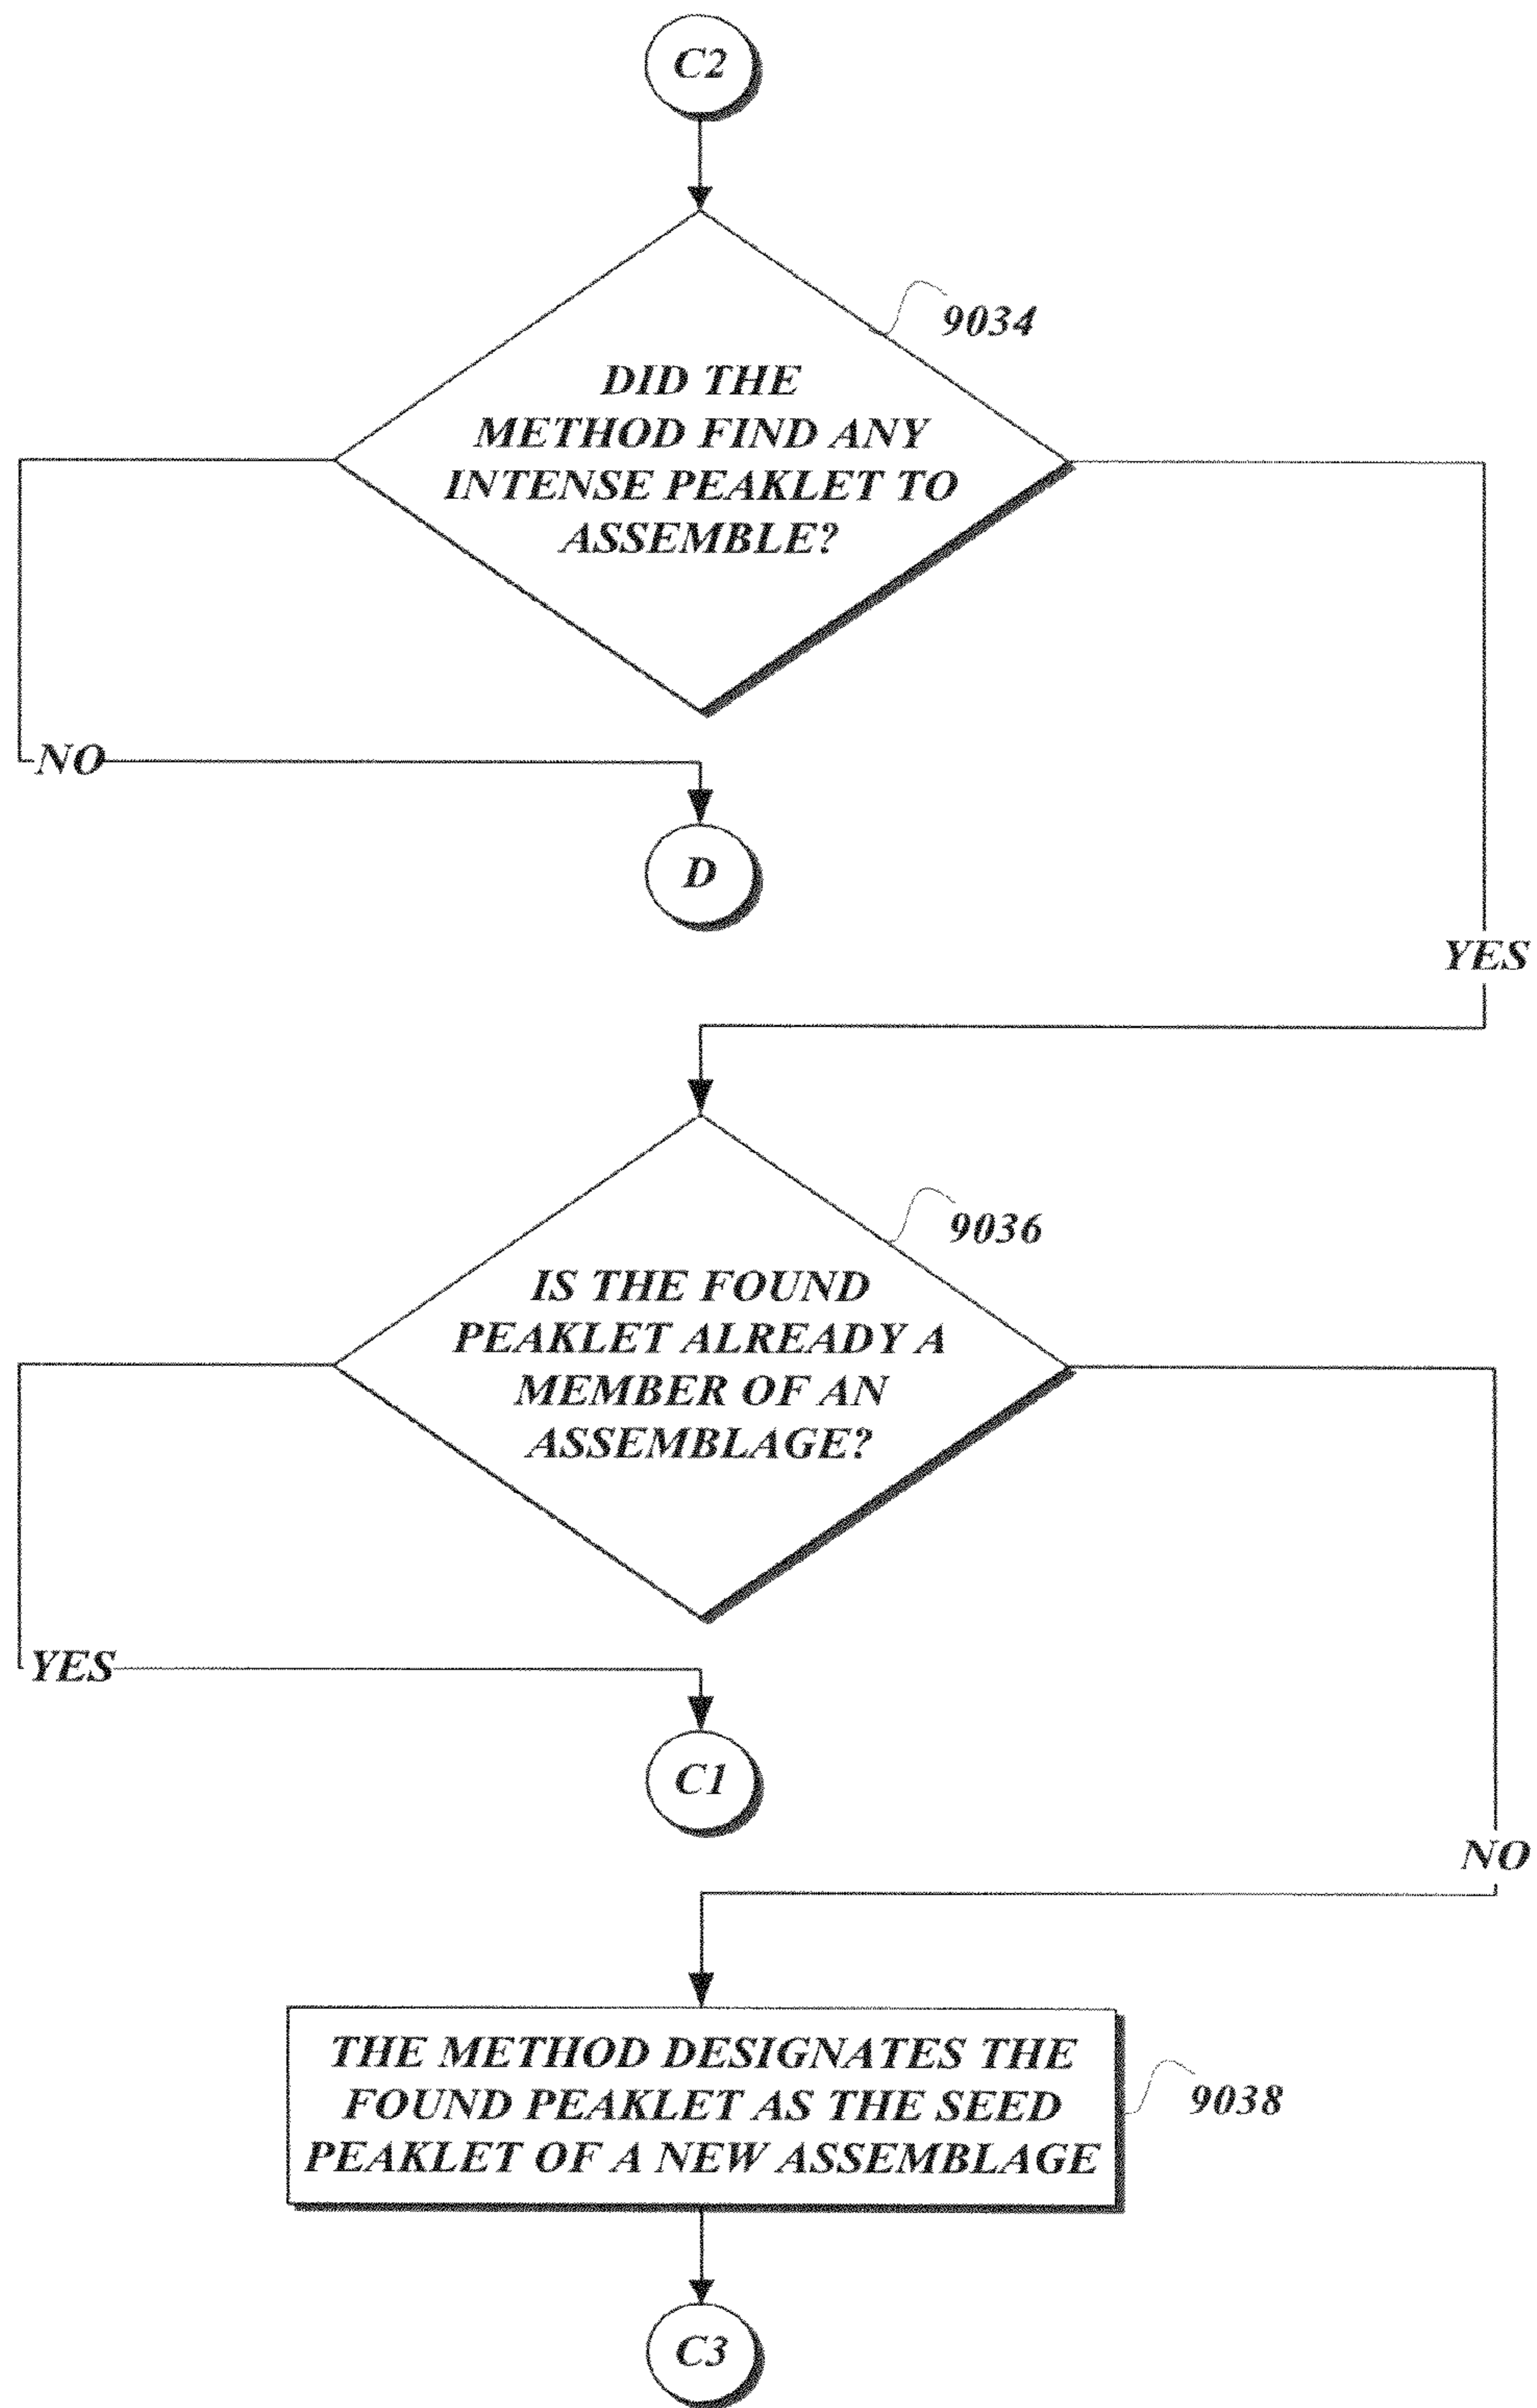 C2
9034
DID THE
METHOD FIND ANY
INTENSE PEAKLET TO
ASSEMBLE?
NO
D
YES
9036
IS THE FOUND
PEAKLET ALREADY A
MEMBER OF AN
ASSEMBLAGE?
YES
C1
NO
THE METHOD DESIGNATES THE
FOUND PEAKLET AS THE SEED
PEAKLET OF A NEW ASSEMBLAGE
9038
C3